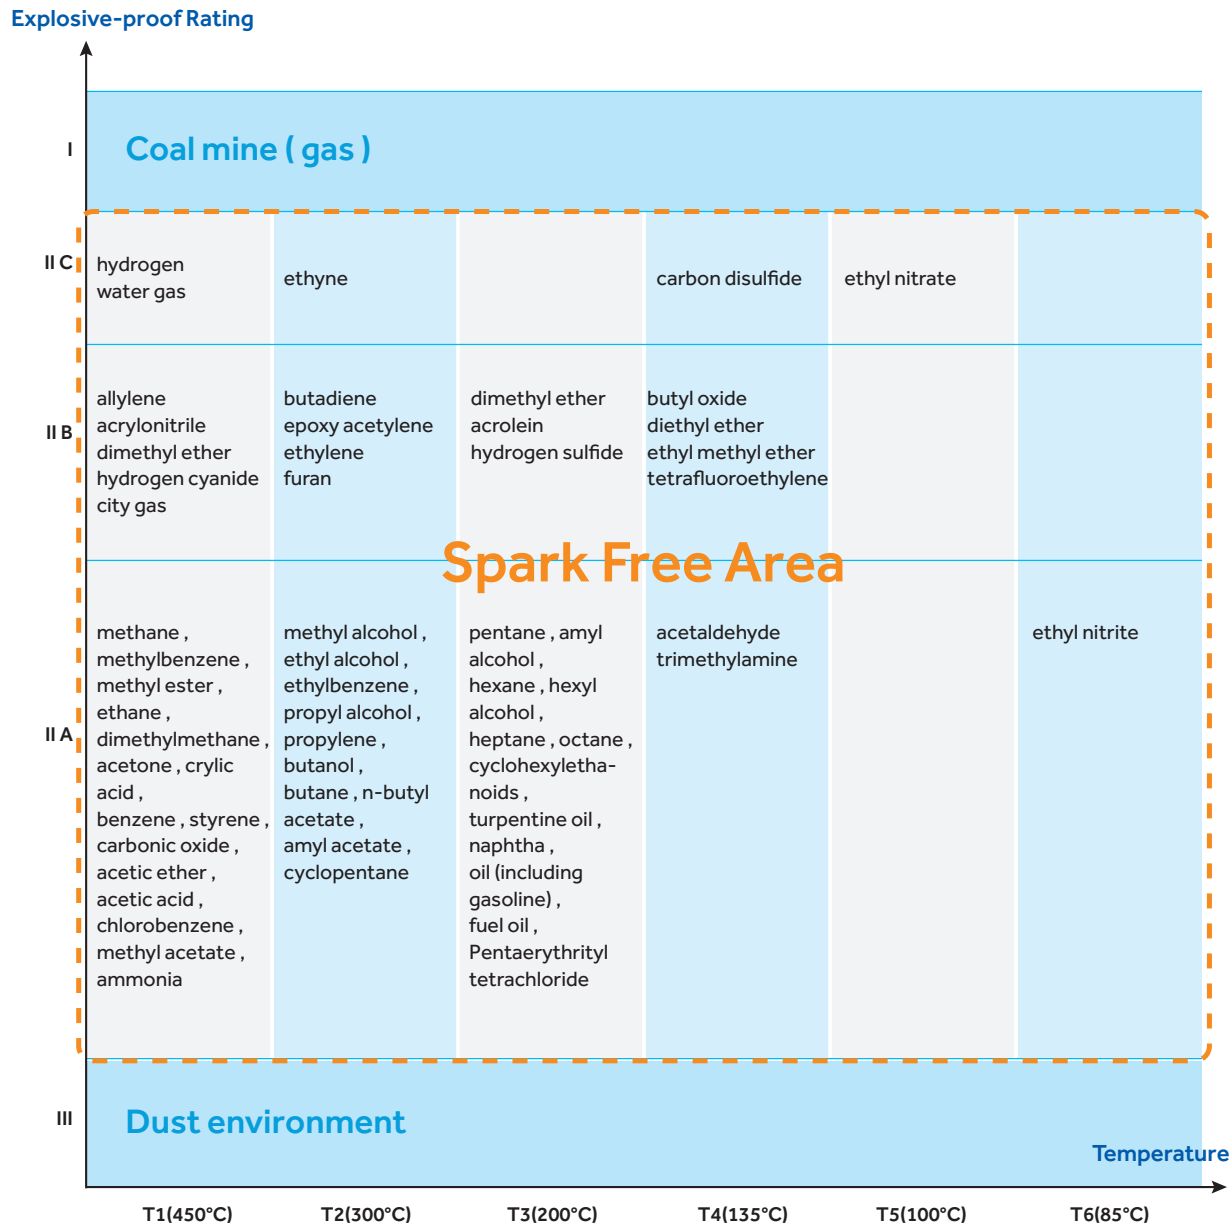 Explosive-proof Rating
I
Coal mine ( gas )
II C
hydrogen
water gas
ethyne
carbon disulfide
ethyl nitrate
II B
allylene
acrylonitrile
dimethyl ether
hydrogen cyanide
city gas
butadiene
epoxy acetylene
ethylene
furan
dimethyl ether
acrolein
hydrogen sulfide
butyl oxide
diethyl ether
ethyl methyl ether
tetrafluoroethylene
Spark Free Area
II A
methane ,
methylbenzene ,
methyl ester ,
ethane ,
dimethylmethane ,
acetone , crylic
acid ,
benzene , styrene ,
carbonic oxide ,
acetic ether ,
acetic acid ,
chlorobenzene ,
methyl acetate ,
ammonia
methyl alcohol ,
ethyl alcohol ,
ethylbenzene ,
propyl alcohol ,
propylene ,
butanol ,
butane , n-butyl
acetate ,
amyl acetate ,
cyclopentane
pentane , amyl
alcohol ,
hexane , hexyl
alcohol ,
heptane , octane ,
cyclohexyletha-
noids ,
turpentine oil ,
naphtha ,
oil (including
gasoline) ,
fuel oil ,
Pentaerythrityl
tetrachloride
acetaldehyde
trimethylamine
ethyl nitrite
III
Dust environment
Temperature
T1(450°C)
T2(300°C)
T3(200°C)
T4(135°C)
T5(100°C)
T6(85°C)